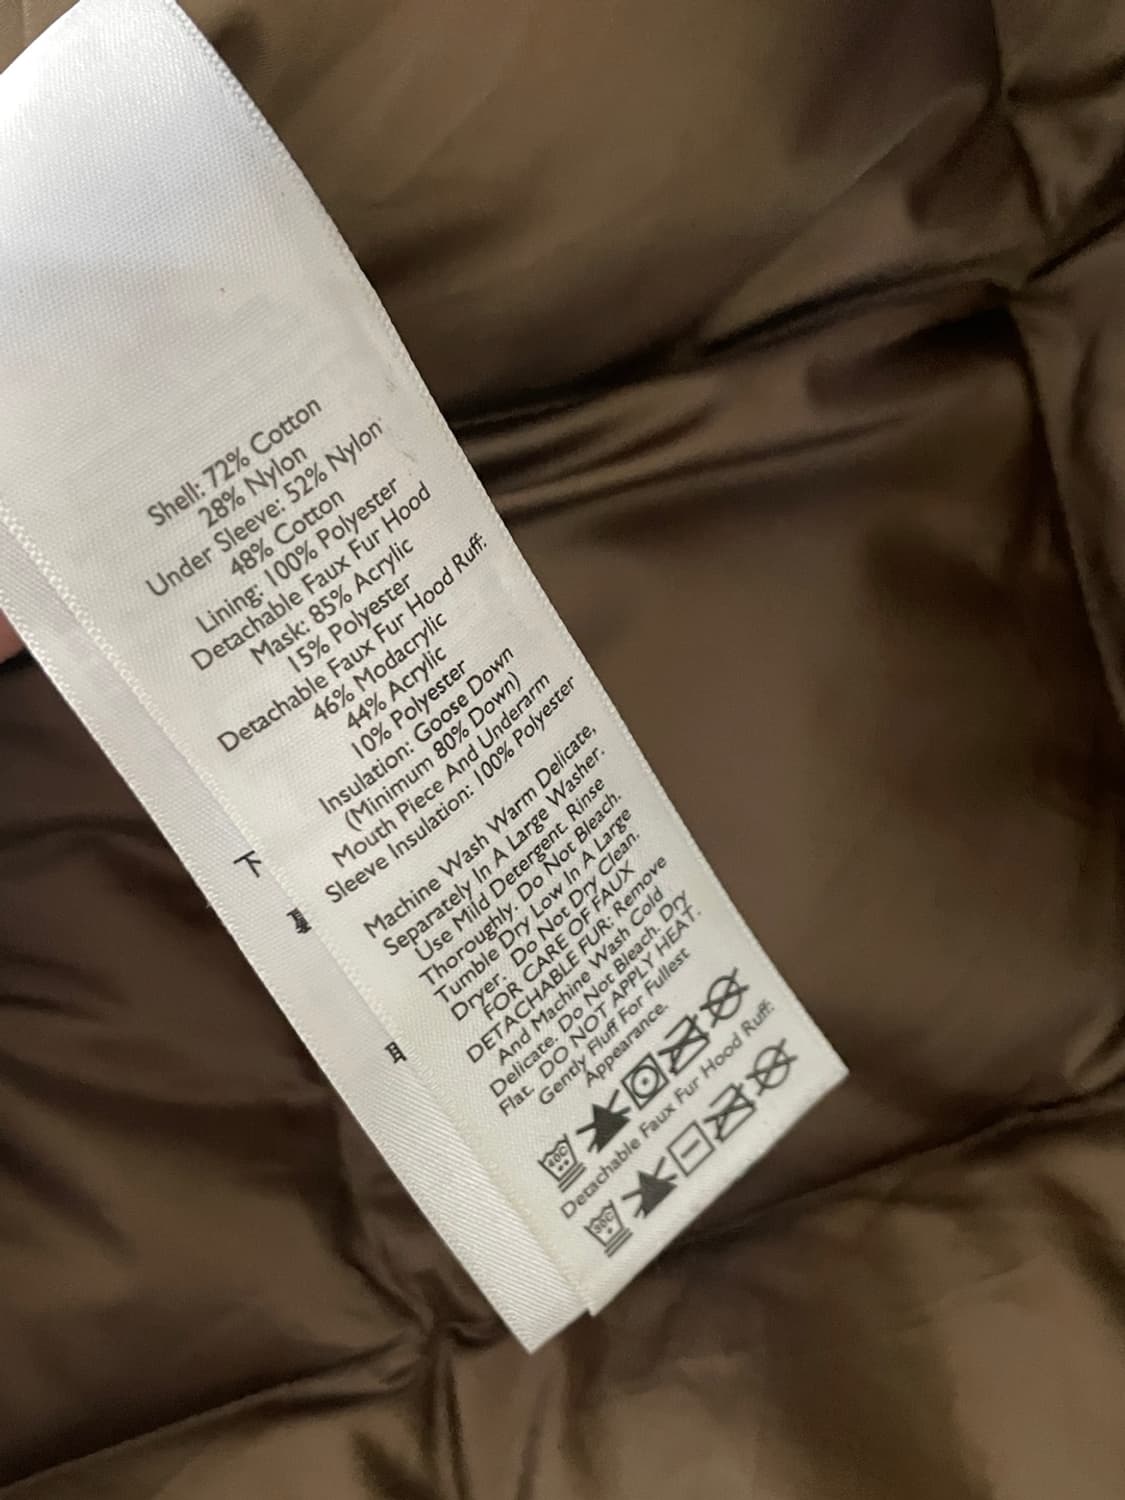 Shell: 72% Cotton
28% Nylon
Under Sleeve: 52% Nylon
48% Cotton
Lining: 100% Polyester
Detachable Faux Fur Hood
Mask: 85% Acrylic
15% Polyester
Detachable Faux Fur Hood Ruff:
46% Modacrylic
44% Acrylic
10% Polyester
Insulation: Goose Down
(Minimum 80% Down)
Mouth Piece And Underarm
Sleeve Insulation: 100% Polyester
Machine Wash Warm Delicate,
Separately In A Large Washer.
Use Mild Detergent. Rinse
Thoroughly. Do Not Bleach.
Tumble Dry Low In A Large
Dryer. Do Not Dry Clean.
FOR CARE OF FAUX
DETACHABLE FUR: Remove
And Machine Wash Cold
Delicate. Do Not Bleach. Dry
Flat. DO NOT APPLY HEAT.
Gently Fluff For Fullest
Appearance.
40C
Detachable Faux Fur Hood Ruff:
30C
下